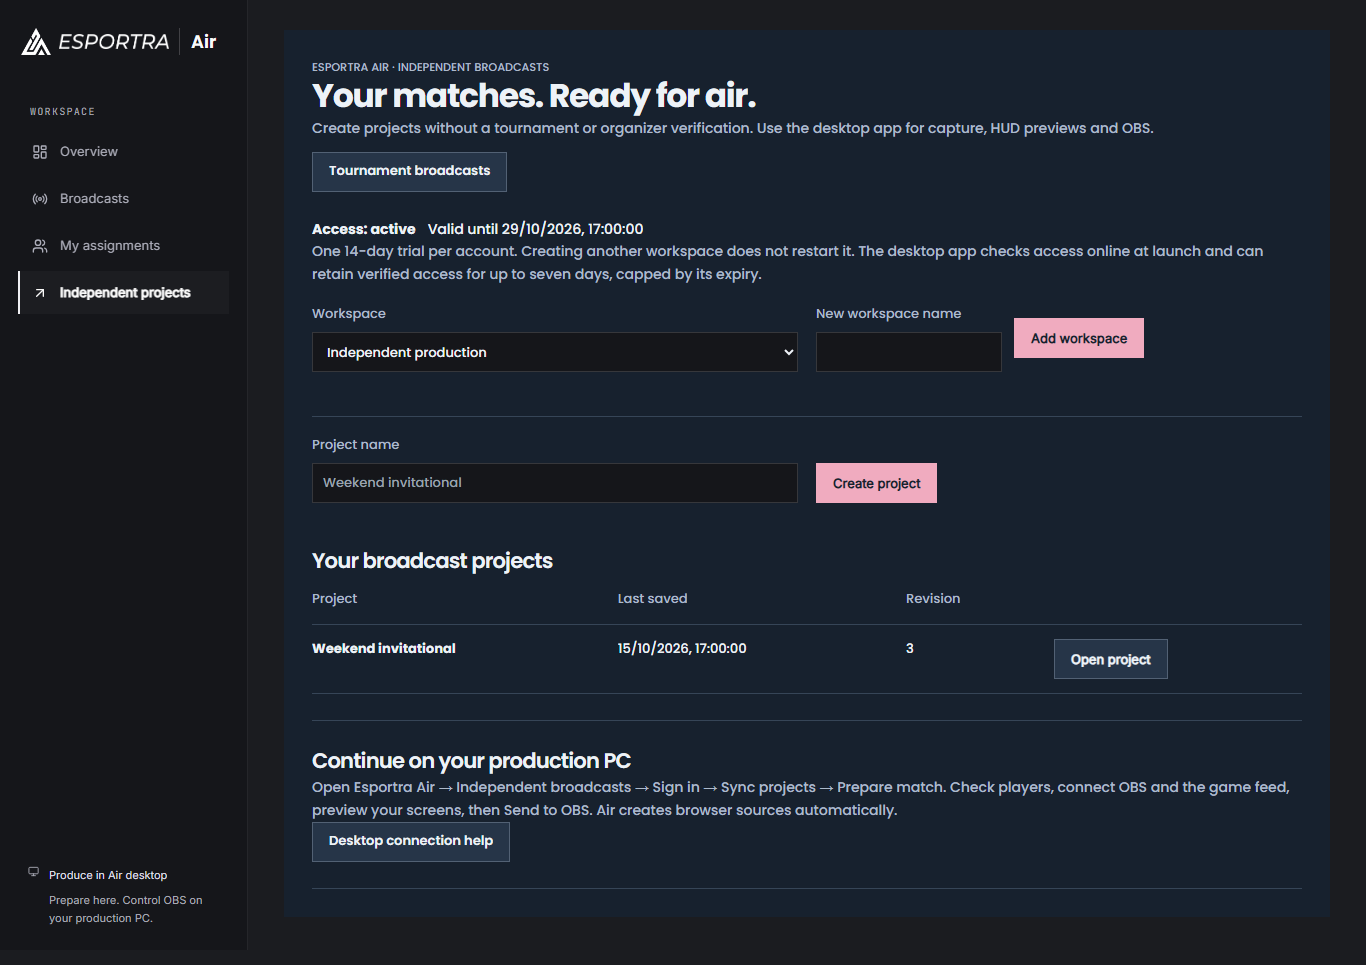 ESPORTRA Air
WORKSPACE
Overview
Broadcasts
My assignments
Independent projects
Produce in Air desktop
Prepare here. Control OBS on
your production PC.
ESPORTRA AIR · INDEPENDENT BROADCASTS
Your matches. Ready for air.
Create projects without a tournament or organizer verification. Use the desktop app for capture, HUD previews and OBS.
Tournament broadcasts
Access: active Valid until 29/10/2026, 17:00:00
One 14-day trial per account. Creating another workspace does not restart it. The desktop app checks access online at launch and can
retain verified access for up to seven days, capped by its expiry.
Workspace New workspace name
Independent production Add workspace
Project name
Weekend invitational Create project
Your broadcast projects
Project Last saved Revision
Weekend invitational 15/10/2026, 17:00:00 3 Open project
Continue on your production PC
Open Esportra Air → Independent broadcasts → Sign in → Sync projects → Prepare match. Check players, connect OBS and the game feed,
preview your screens, then Send to OBS. Air creates browser sources automatically.
Desktop connection help